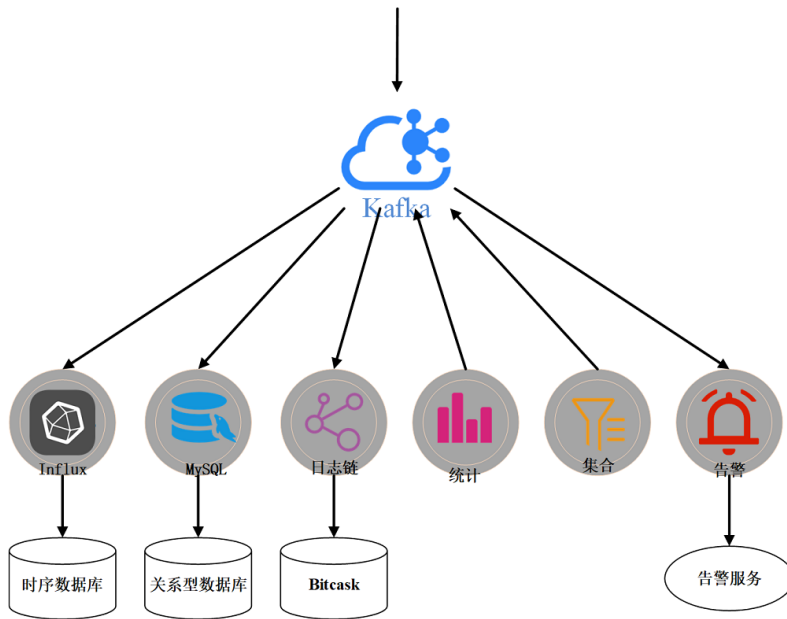 Kafka
Influx
MySQL
日志链
统计
集合
告警
时序数据库
关系型数据库
Bitcask
告警服务